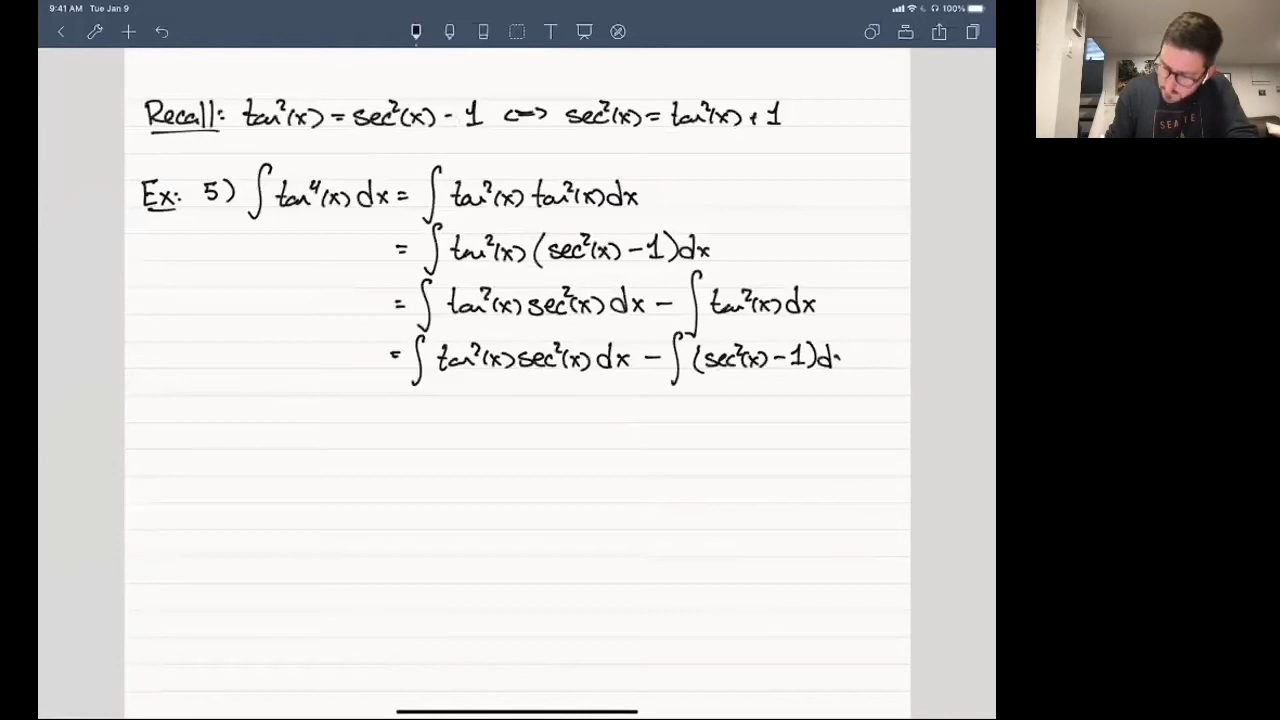 9:41 AM Tue Jan 9
100%
Recall: tan²(x) = sec²(x) - 1 ⟺ sec²(x) = tan²(x) + 1
Ex: 5) ∫ tan⁴(x) dx = ∫ tan²(x) tan²(x) dx
= ∫ tan²(x) (sec²(x) - 1) dx
= ∫ tan²(x) sec²(x) dx - ∫ tan²(x) dx
= ∫ tan²(x) sec²(x) dx - ∫ (sec²(x) - 1) d